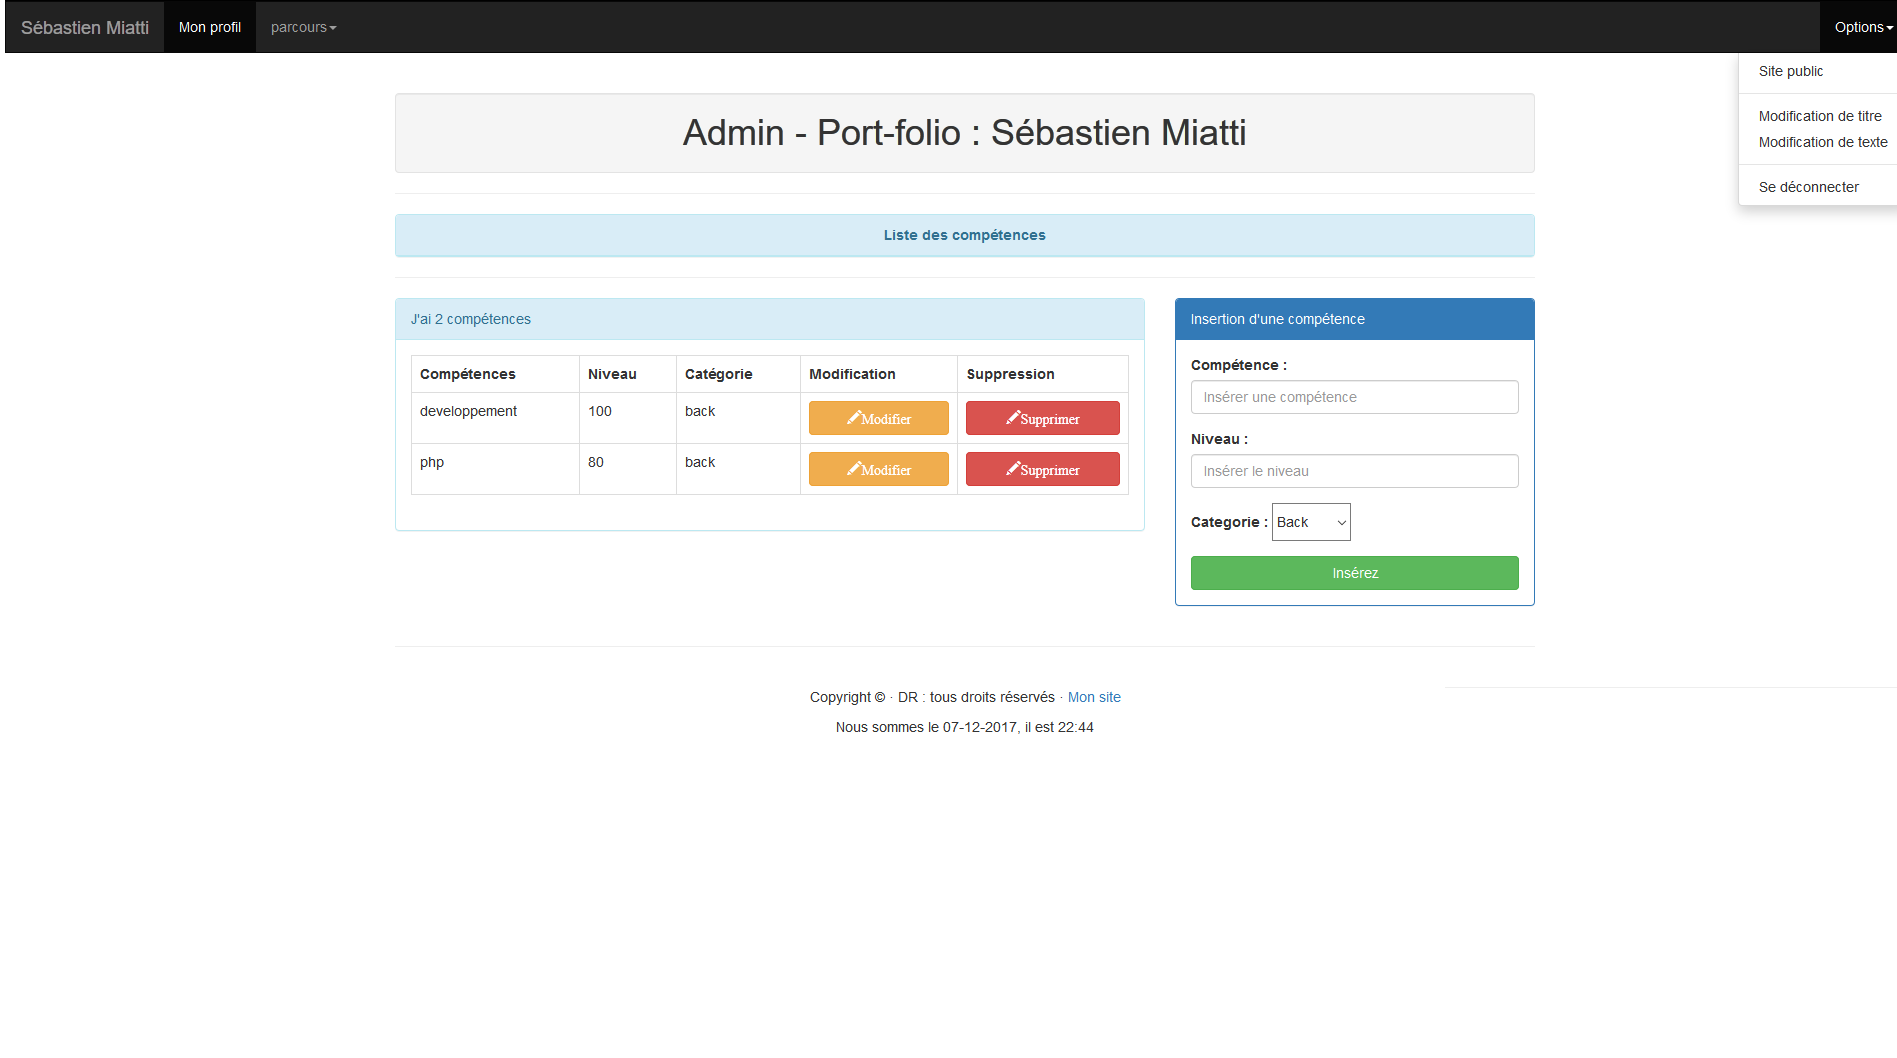 Sébastien Miatti Mon profil parcours Options
Site public
Modification de titre
Modification de texte
Se déconnecter
Admin - Port-folio : Sébastien Miatti
Liste des compétences
J'ai 2 compétences
Compétences Niveau Catégorie Modification Suppression
developpement 100 back Modifier Supprimer
php 80 back Modifier Supprimer
Insertion d'une compétence
Compétence :
Insérer une compétence
Niveau :
Insérer le niveau
Categorie : Back
Insérez
Copyright © · DR : tous droits réservés · Mon site
Nous sommes le 07-12-2017, il est 22:44